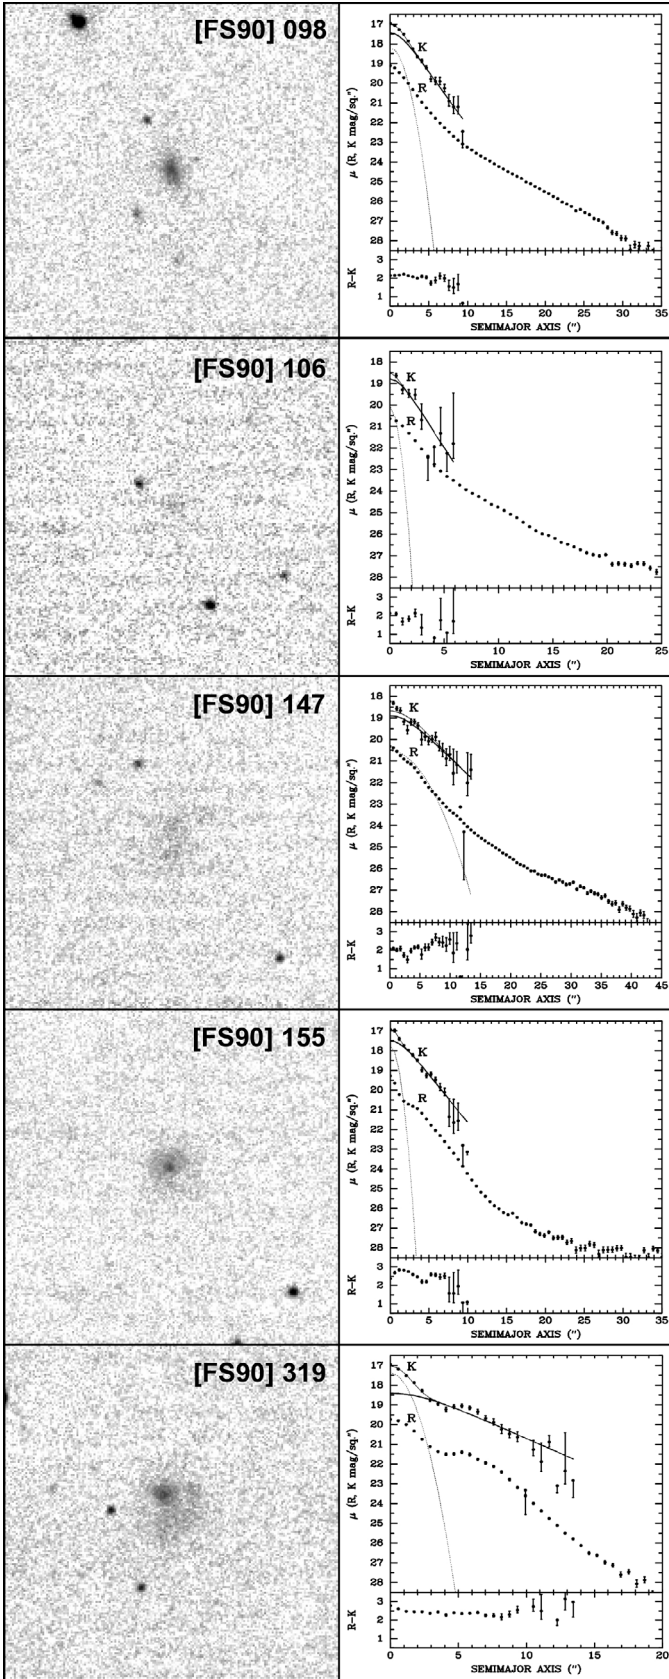 [FS90] 098
17
18
19
20
21
22
23
24
25
26
27
28
μ (R, K mag/sq.")
K
R
3
2
1
R-K
0 5 10 15 20 25 30 35
SEMIMAJOR AXIS (")
[FS90] 106
18
19
20
21
22
23
24
25
26
27
28
μ (R, K mag/sq.")
K
R
3
2
1
R-K
0 5 10 15 20 25
SEMIMAJOR AXIS (")
[FS90] 147
18
19
20
21
22
23
24
25
26
27
28
μ (R, K mag/sq.")
K
R
3
2
1
R-K
0 5 10 15 20 25 30 35 40 45
SEMIMAJOR AXIS (")
[FS90] 155
17
18
19
20
21
22
23
24
25
26
27
28
μ (R, K mag/sq.")
K
R
3
2
1
R-K
0 5 10 15 20 25 30 35
SEMIMAJOR AXIS (")
[FS90] 319
17
18
19
20
21
22
23
24
25
26
27
28
μ (R, K mag/sq.")
K
R
3
2
1
R-K
0 5 10 15 20
SEMIMAJOR AXIS (")